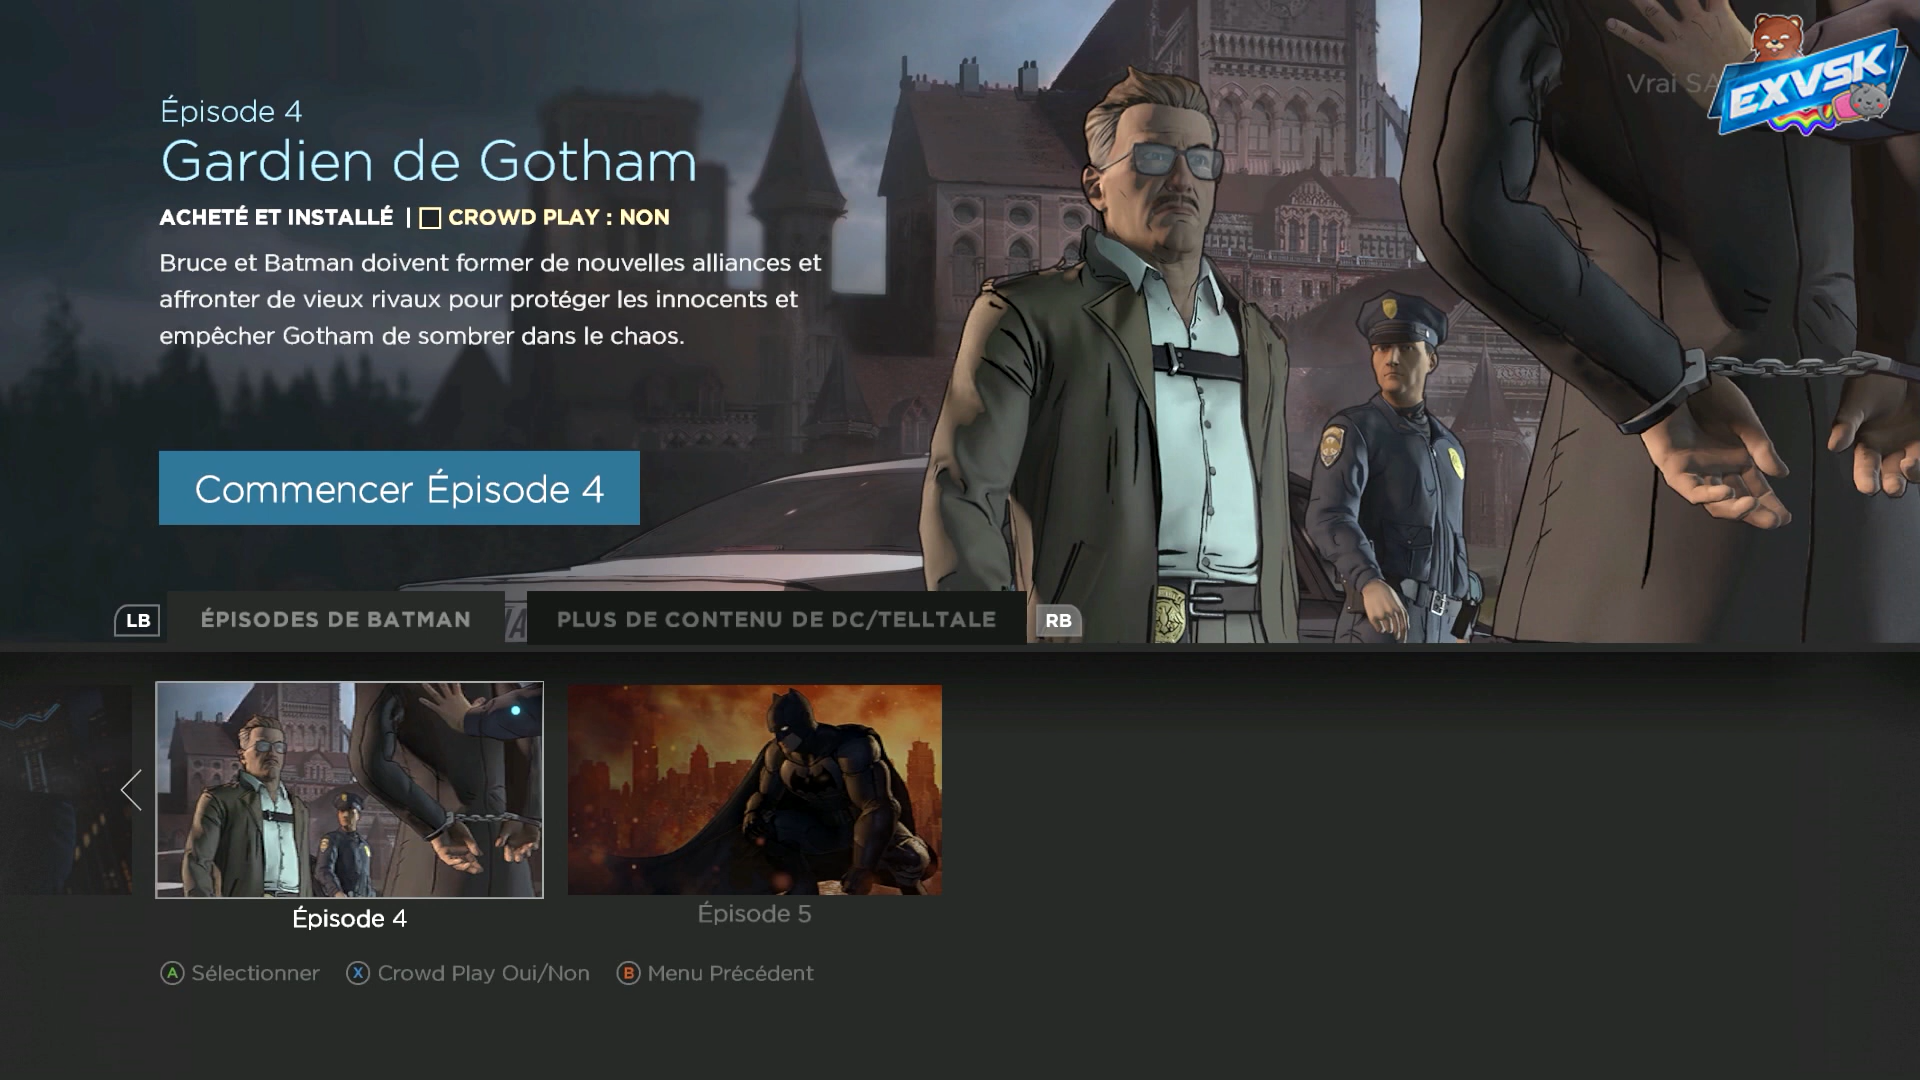 Épisode 4
Gardien de Gotham
ACHETÉ ET INSTALLÉ | CROWD PLAY : NON
Bruce et Batman doivent former de nouvelles alliances et
affronter de vieux rivaux pour protéger les innocents et
empêcher Gotham de sombrer dans le chaos.
Vrai
EXVSK
Commencer Épisode 4
LB ÉPISODES DE BATMAN PLUS DE CONTENU DE DC/TELLTALE RB
Épisode 4
Épisode 5
A Sélectionner X Crowd Play Oui/Non B Menu Précédent